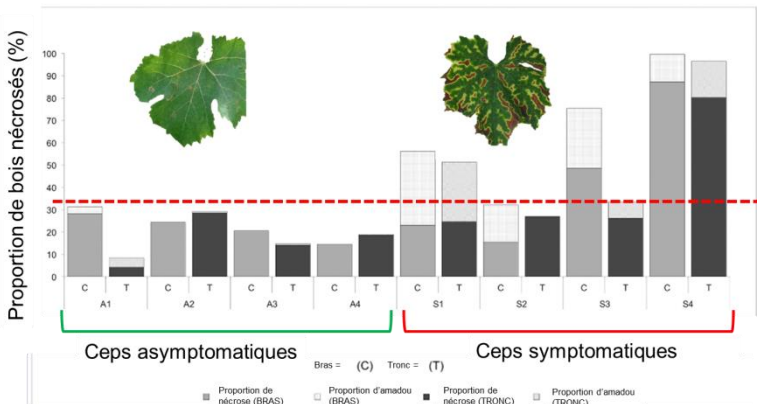 Proportion de bois nécrosés (%)
100
90
80
70
60
50
40
30
20
10
0
C T C T C T C T C T C T C T C T
A1 A2 A3 A4 S1 S2 S3 S4
Ceps asymptomatiques Ceps symptomatiques
Bras = (C) Tronc = (T)
Proportion de nécrose (BRAS)
Proportion d'amadou (BRAS)
Proportion de nécrose (TRONC)
Proportion d'amadou (TRONC)